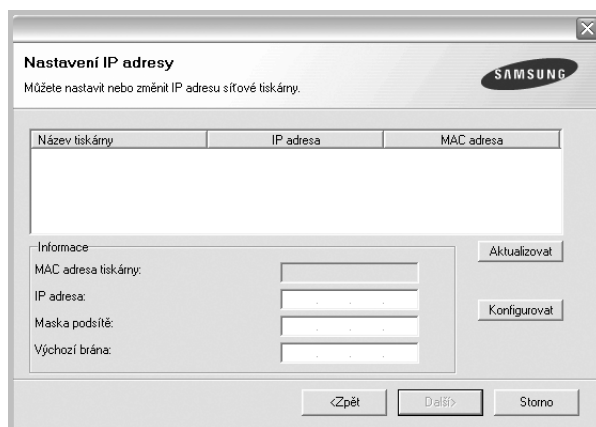 Nastavení IP adresy
Můžete nastavit nebo změnit IP adresu síťové tiskárny.
SAMSUNG
Název tiskárny IP adresa MAC adresa
Informace
Aktualizovat
MAC adresa tiskárny:
IP adresa:
Konfigurovat
Maska podsítě:
Výchozí brána:
<Zpět Další> Storno